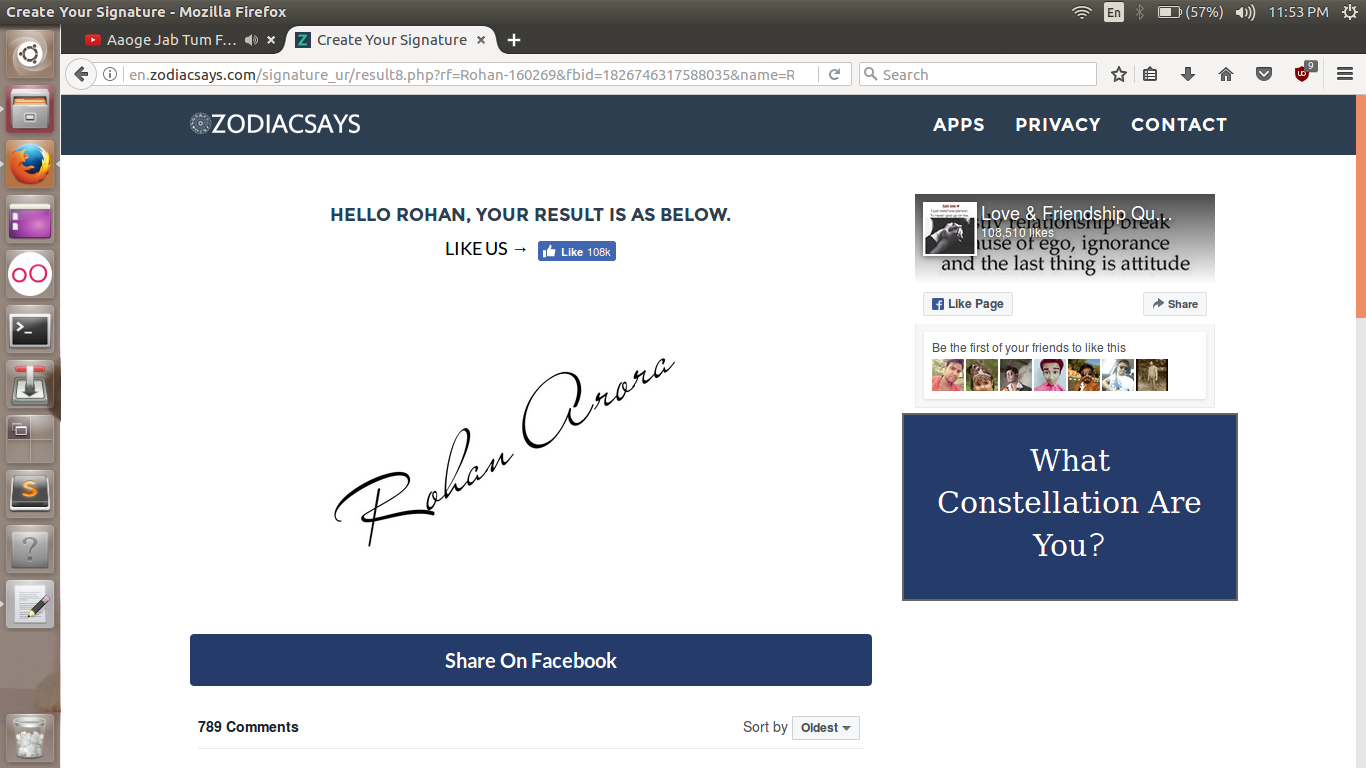 Create Your Signature - Mozilla Firefox
En
(57%)
11:53 PM
Aaoge Jab Tum F...
Create Your Signature
en.zodiacsays.com/signature_ur/result8.php?rf=Rohan-160269&fbid=1826746317588035&name=R
Search
9
ZODIACSAYS
APPS
PRIVACY
CONTACT
HELLO ROHAN, YOUR RESULT IS AS BELOW.
LIKE US →
Like 108k
Rohan Arora
Share On Facebook
789 Comments
Sort by
Oldest
Love & Friendship Qu...
relationship break
108,510 likes
of ego, ignorance
and the last thing is attitude
Like Page
Share
Be the first of your friends to like this
What
Constellation Are
You?